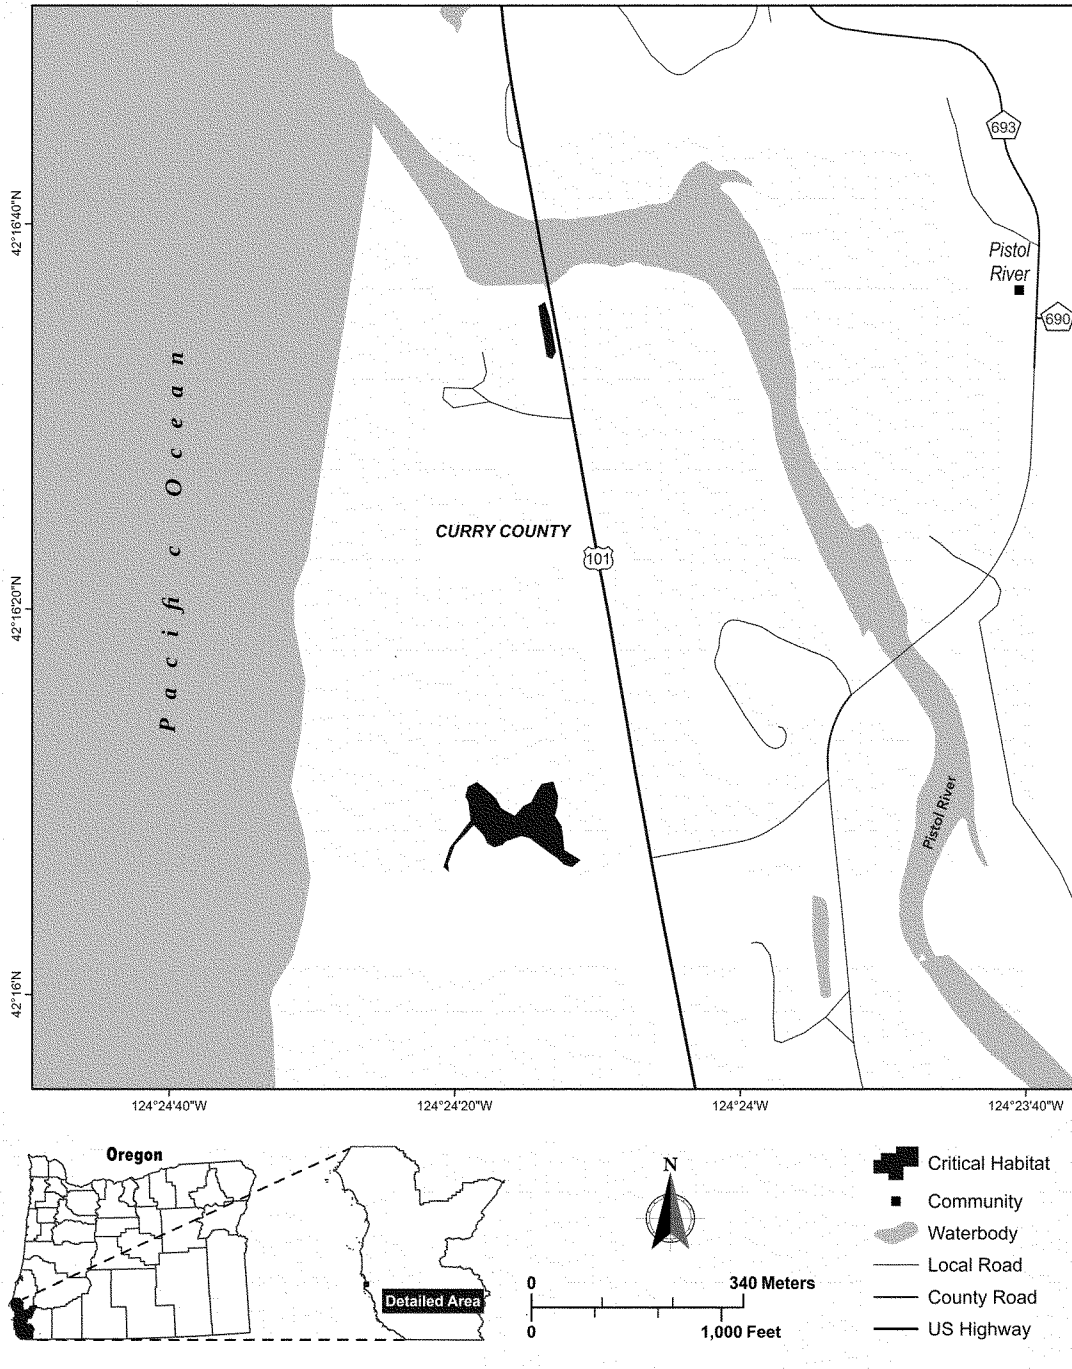 693
42°16'40"N
Pistol
River
690
Pacific Ocean
CURRY COUNTY
101
42°16'20"N
Pistol River
42°16'N
124°24'40"W
124°24'20"W
124°24'W
124°23'40"W
Oregon
Detailed Area
N
0
340 Meters
0
1,000 Feet
Critical Habitat
Community
Waterbody
Local Road
County Road
US Highway